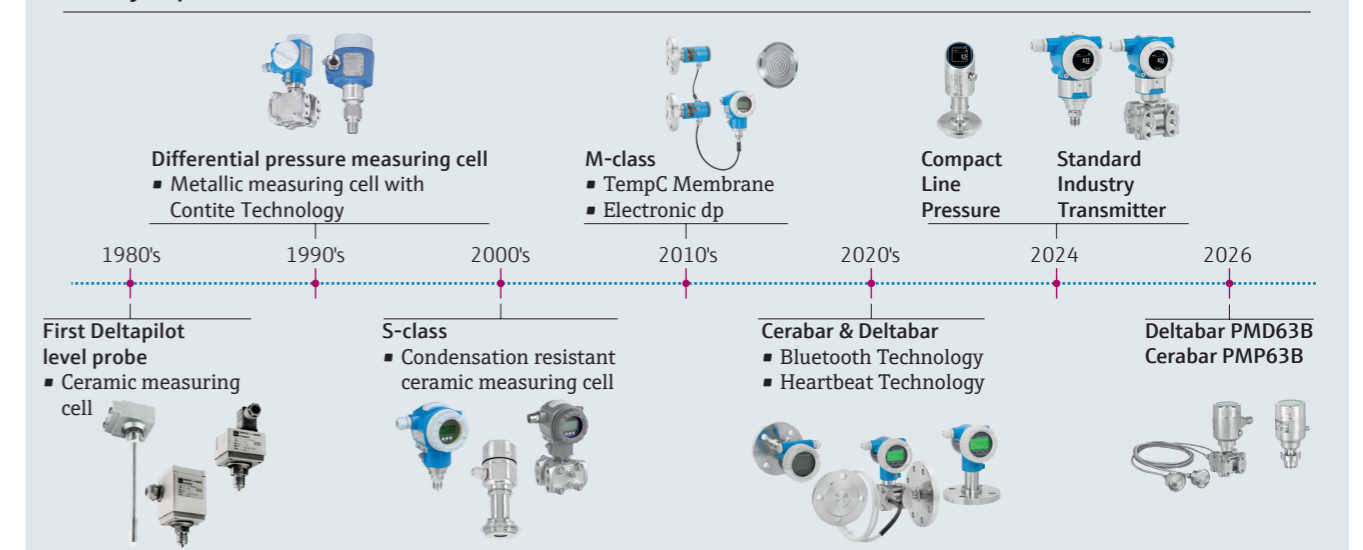 Differential pressure measuring cell
▪ Metallic measuring cell with
Contite Technology
M-class
▪ TempC Membrane
▪ Electronic dp
Compact
Line
Pressure
Standard
Industry
Transmitter
1980's
1990's
2000's
2010's
2020's
2024
2026
First Deltapilot
level probe
▪ Ceramic measuring
cell
S-class
▪ Condensation resistant
ceramic measuring cell
Cerabar & Deltabar
▪ Bluetooth Technology
▪ Heartbeat Technology
Deltabar PMD63B
Cerabar PMP63B